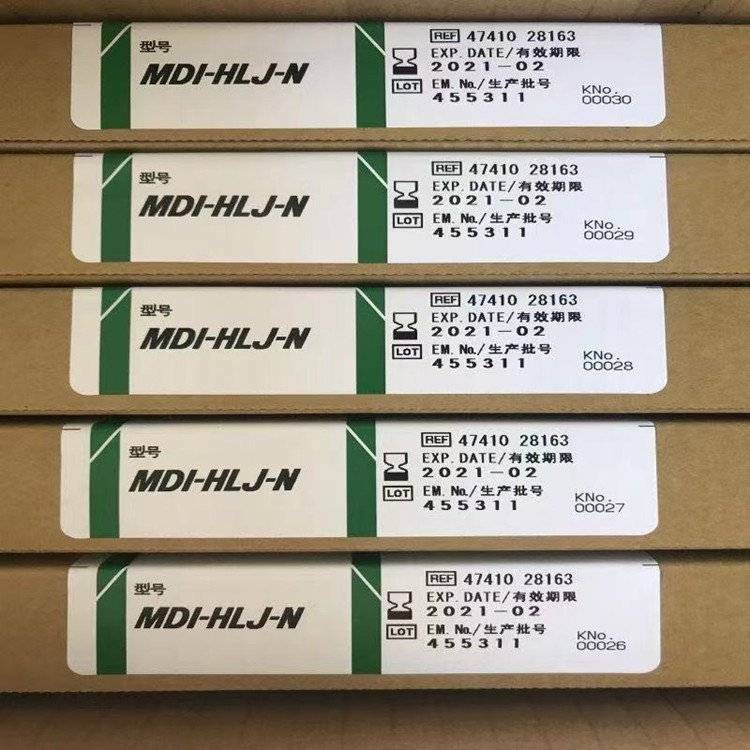 型号
MDI-HLJ-N
REF 47410 28163
EXP. DATE/有效期限
2021-02
LOT EM. No./生产批号
455311
KNo.
00030
型号
MDI-HLJ-N
REF 47410 28163
EXP. DATE/有效期限
2021-02
LOT EM. No./生产批号
455311
KNo.
00029
型号
MDI-HLJ-N
REF 47410 28163
EXP. DATE/有效期限
2021-02
LOT EM. No./生产批号
455311
KNo.
00028
型号
MDI-HLJ-N
REF 47410 28163
EXP. DATE/有效期限
2021-02
LOT EM. No./生产批号
455311
KNo.
00027
型号
MDI-HLJ-N
REF 47410 28163
EXP. DATE/有效期限
2021-02
LOT EM. No./生产批号
455311
KNo.
00026